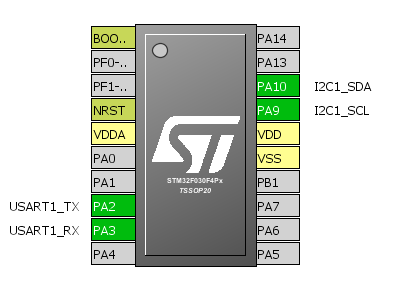 BOO..
PF0-..
PF1-..
NRST
VDDA
PA0
PA1
USART1_TX PA2
USART1_RX PA3
PA4
ST
STM32F030F4Px
TSSOP20
PA14
PA13
PA10 I2C1_SDA
PA9 I2C1_SCL
VDD
VSS
PB1
PA7
PA6
PA5